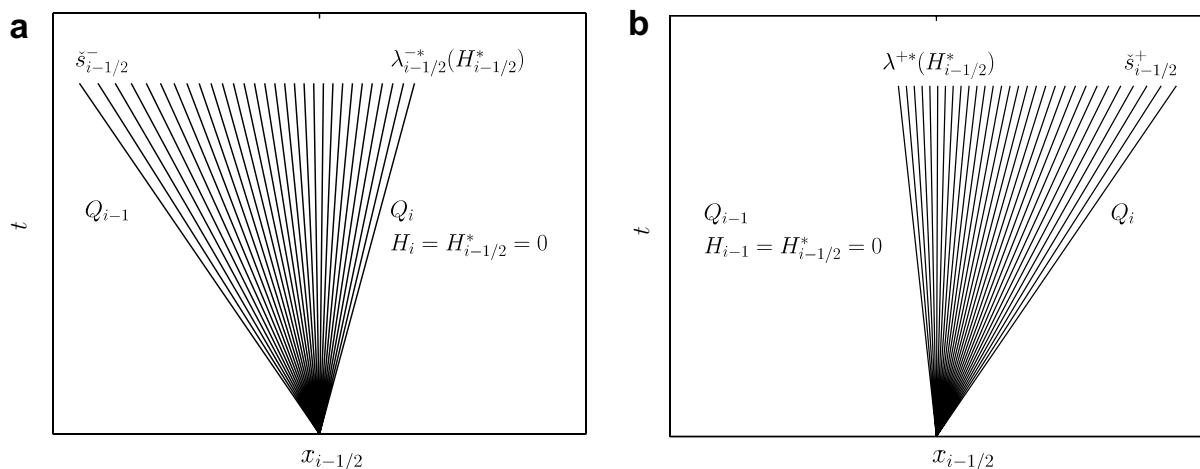 a
š⁻ᵢ₋₁/₂
λ⁻*ᵢ₋₁/₂(H*ᵢ₋₁/₂)
Qᵢ₋₁
Qᵢ
Hᵢ = H*ᵢ₋₁/₂ = 0
t
xᵢ₋₁/₂
b
λ⁺*(H*ᵢ₋₁/₂)
š⁺ᵢ₋₁/₂
Qᵢ₋₁
Hᵢ₋₁ = H*ᵢ₋₁/₂ = 0
Qᵢ
t
xᵢ₋₁/₂